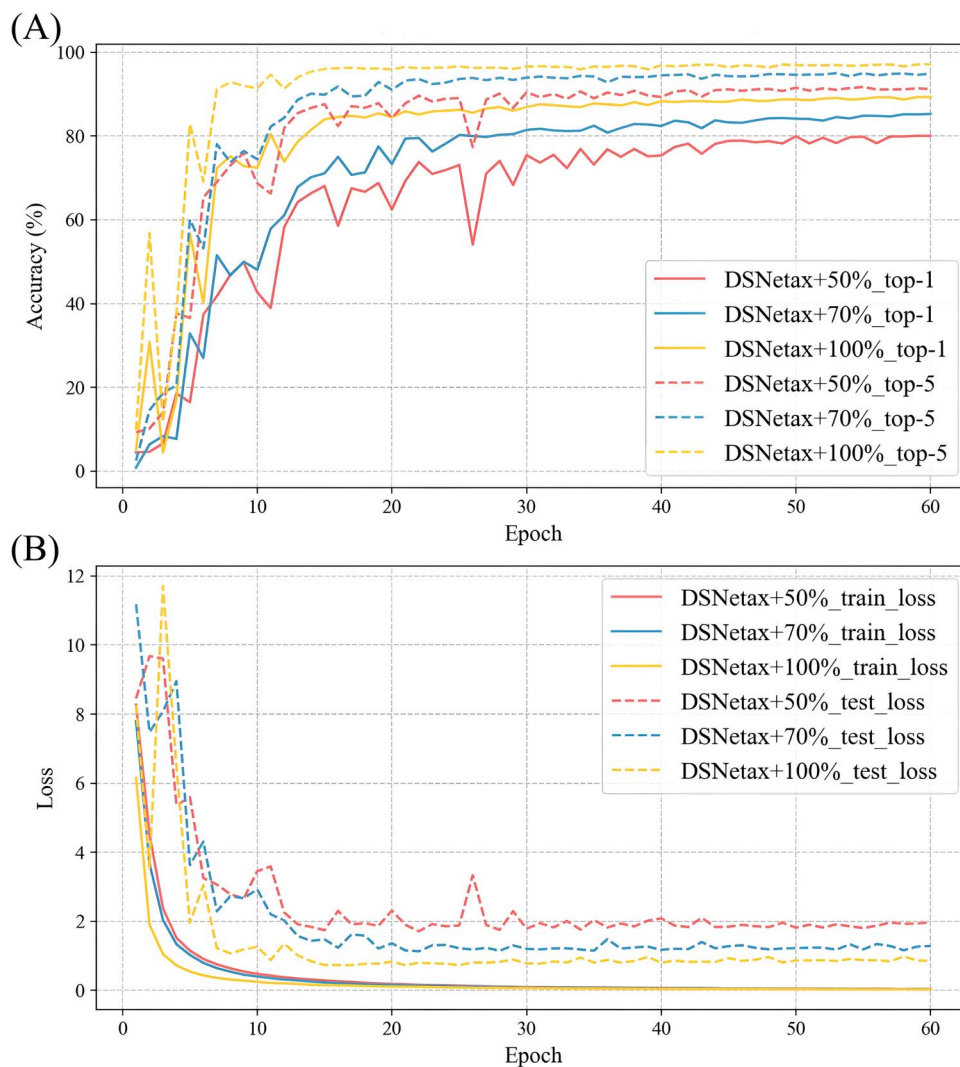 (A)
100
80
60
40
20
0
Accuracy (%)
DSNetax+50%_top-1
DSNetax+70%_top-1
DSNetax+100%_top-1
DSNetax+50%_top-5
DSNetax+70%_top-5
DSNetax+100%_top-5
0 10 20 30 40 50 60
Epoch
(B)
12
10
8
6
4
2
0
Loss
DSNetax+50%_train_loss
DSNetax+70%_train_loss
DSNetax+100%_train_loss
DSNetax+50%_test_loss
DSNetax+70%_test_loss
DSNetax+100%_test_loss
0 10 20 30 40 50 60
Epoch